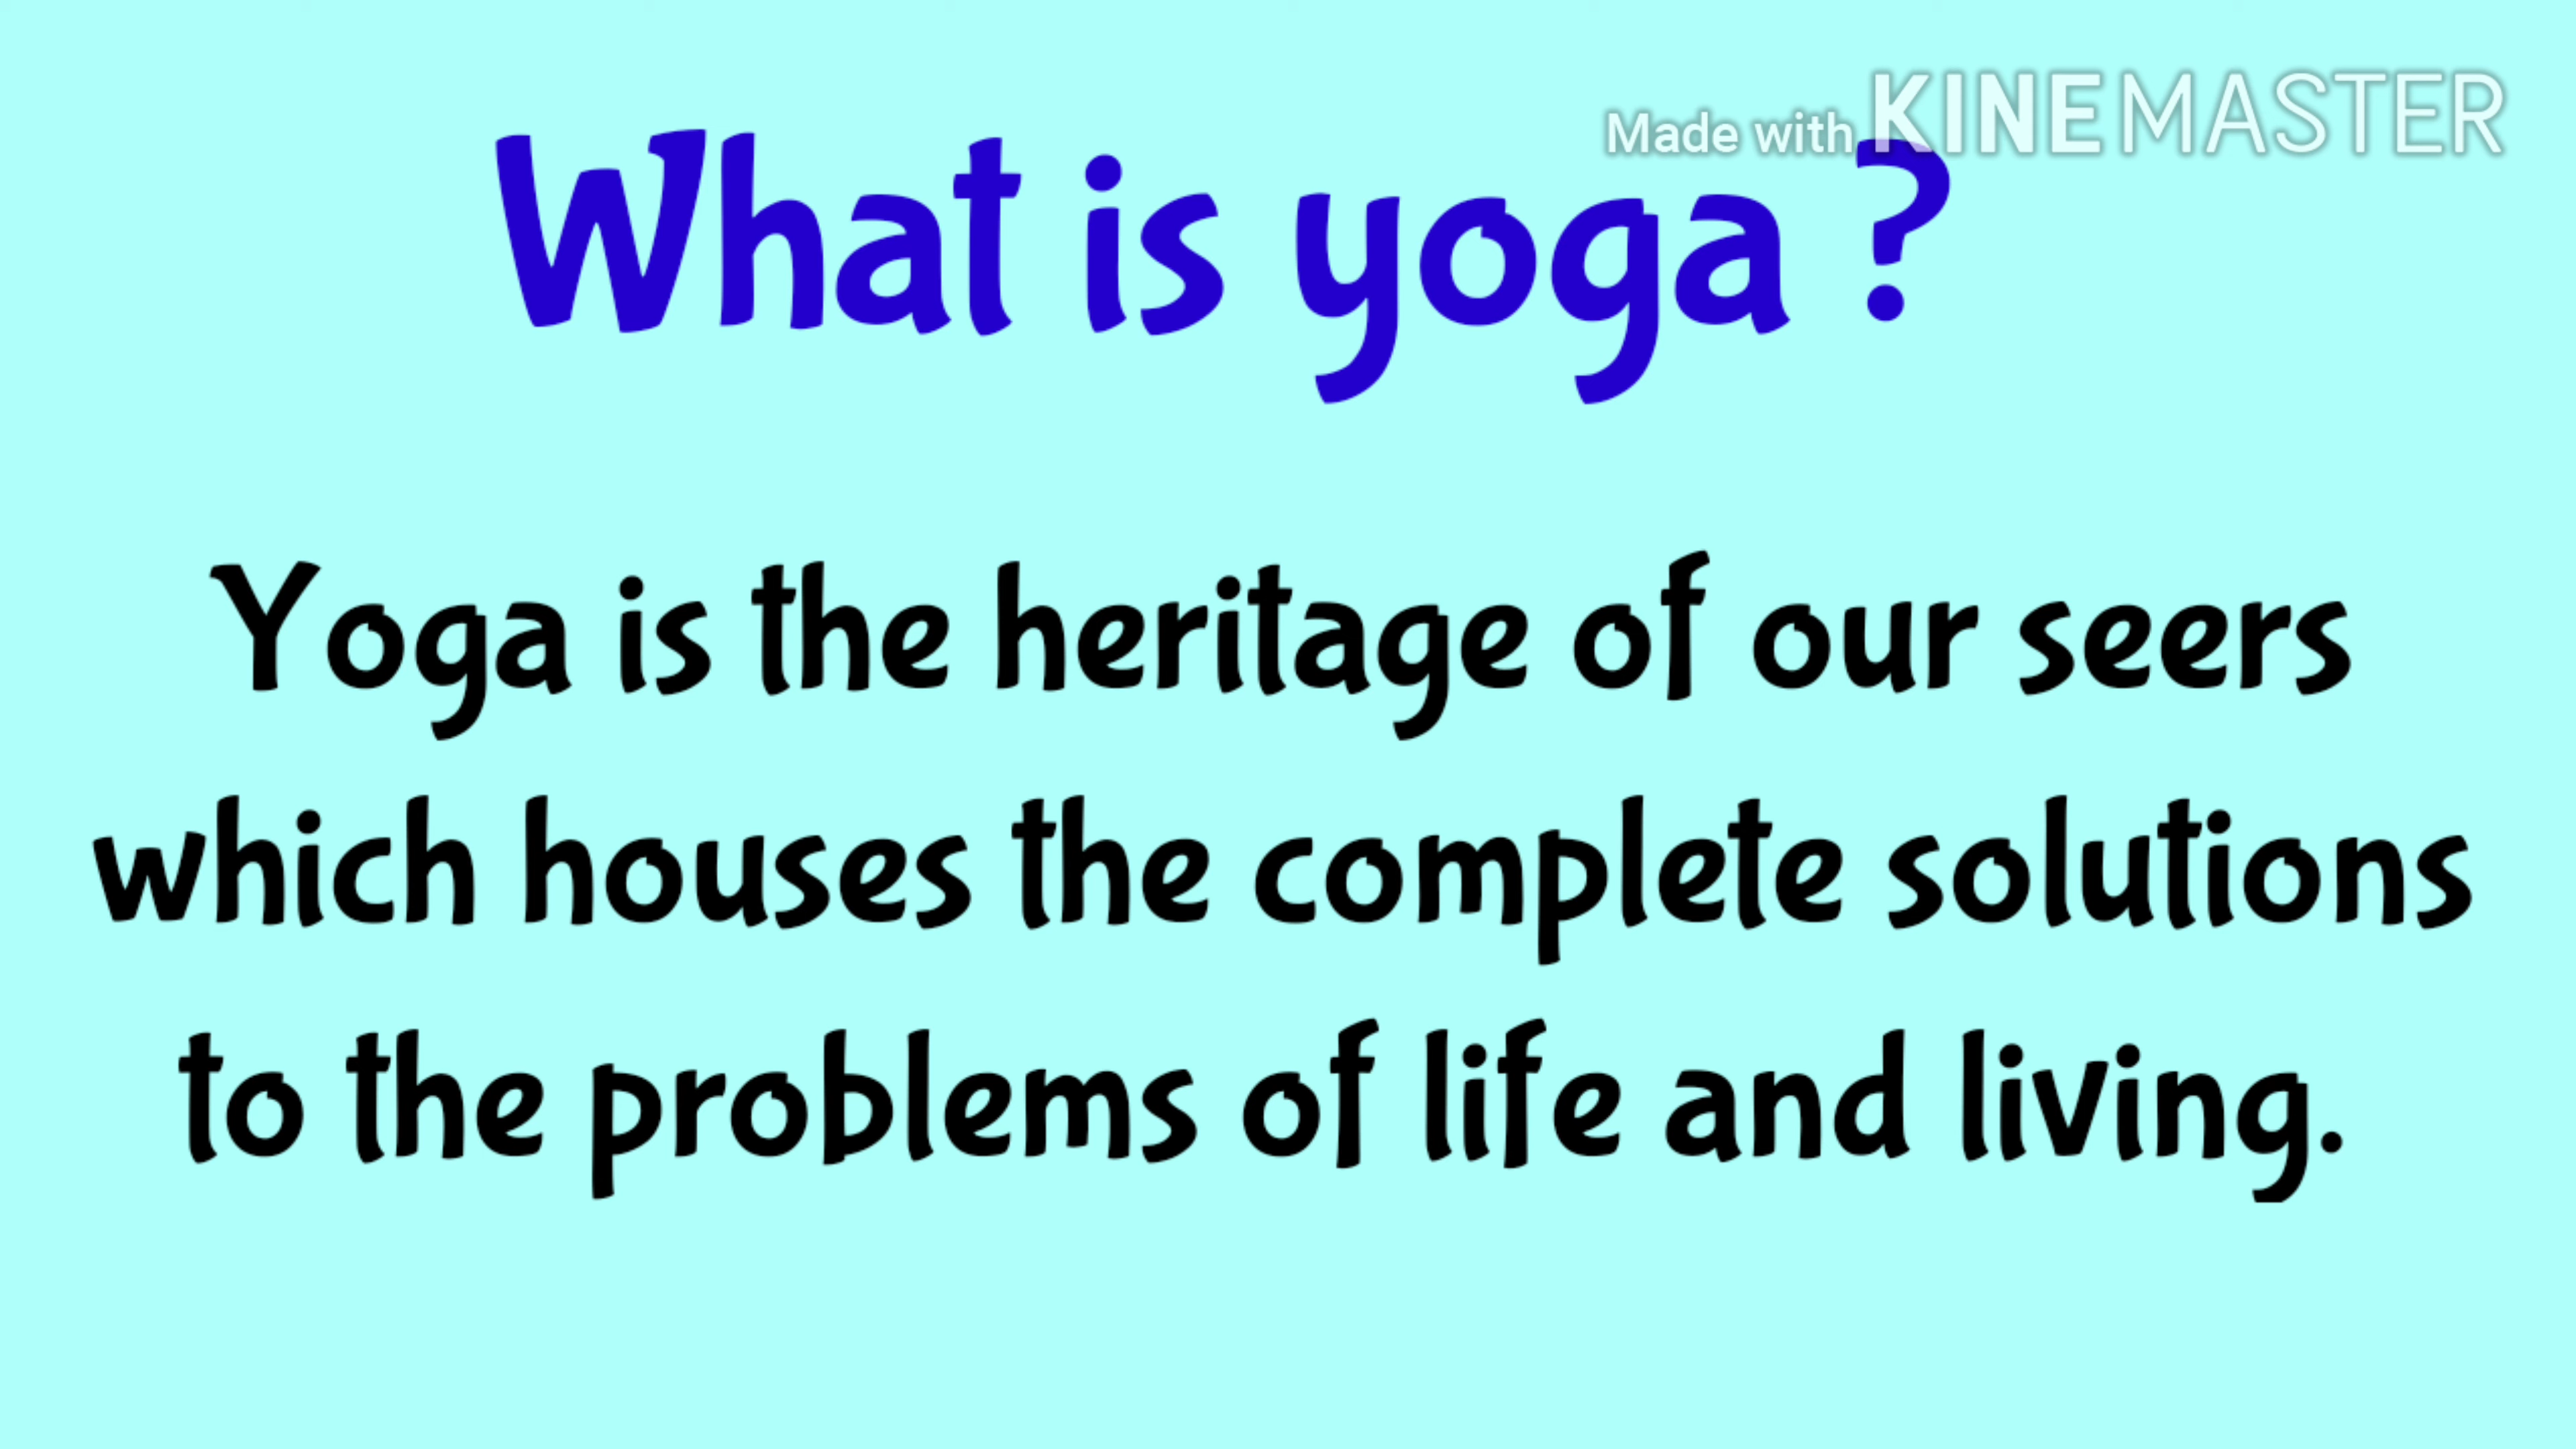 Made with KINEMASTER
What is yoga ?
Yoga is the heritage of our seers
which houses the complete solutions
to the problems of life and living.